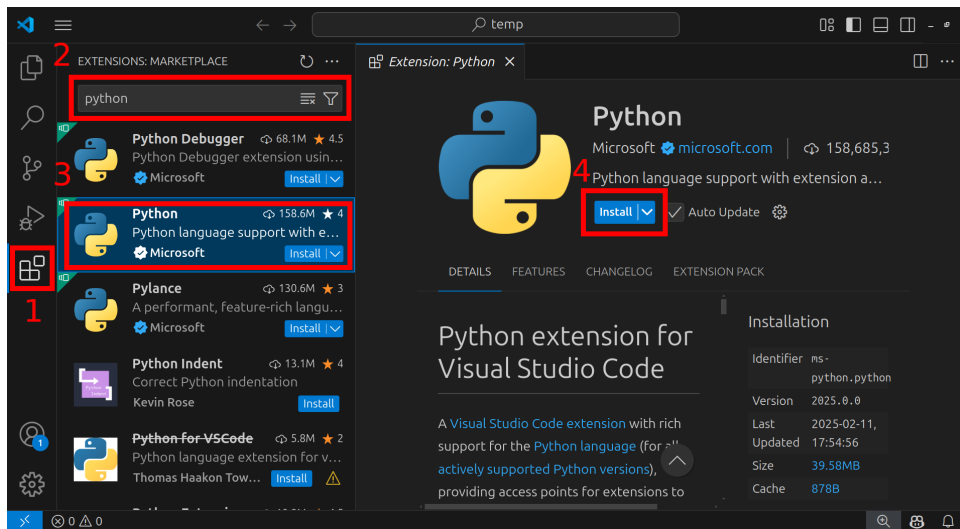 temp
2
EXTENSIONS: MARKETPLACE
Extension: Python
python
Python Debugger 68.1M ★ 4.5
Python Debugger extension usin...
Microsoft Install
3
Python 158.6M ★ 4
Python language support with e...
Microsoft Install
1
Pylance 130.6M ★ 3
A performant, feature-rich langu...
Microsoft Install
Python Indent 13.1M ★ 4
Correct Python indentation
Kevin Rose Install
Python for VSCode 5.8M ★ 2
Python language extension for v...
Thomas Haakon Tow... Install
Python
Microsoft microsoft.com 158,685,3
4
Python language support with extension a...
Install Auto Update
DETAILS FEATURES CHANGELOG EXTENSION PACK
Python extension for
Visual Studio Code
A Visual Studio Code extension with rich
support for the Python language (for all
actively supported Python versions),
providing access points for extensions to
Installation
Identifier ms-
python.python
Version 2025.0.0
Last 2025-02-11,
Updated 17:54:56
Size 39.58MB
Cache 878B
1
0 0